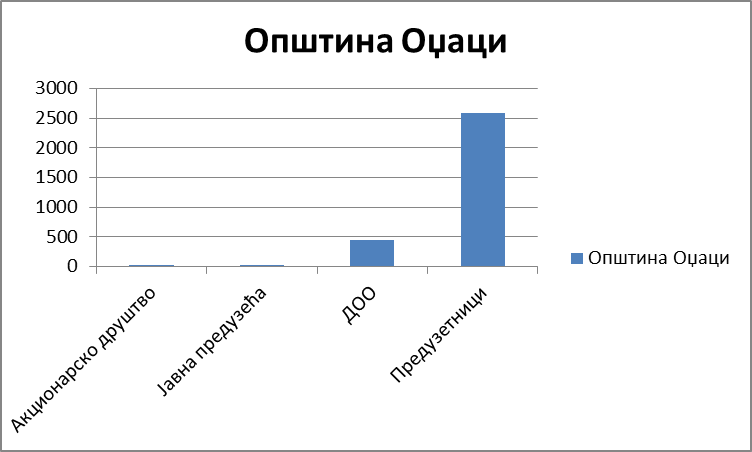 Општина Оџаци
3000
2500
2000
1500
1000
500
0
Акционарско друштво
Јавна предузећа
ДОО
Предузетници
Општина Оџаци